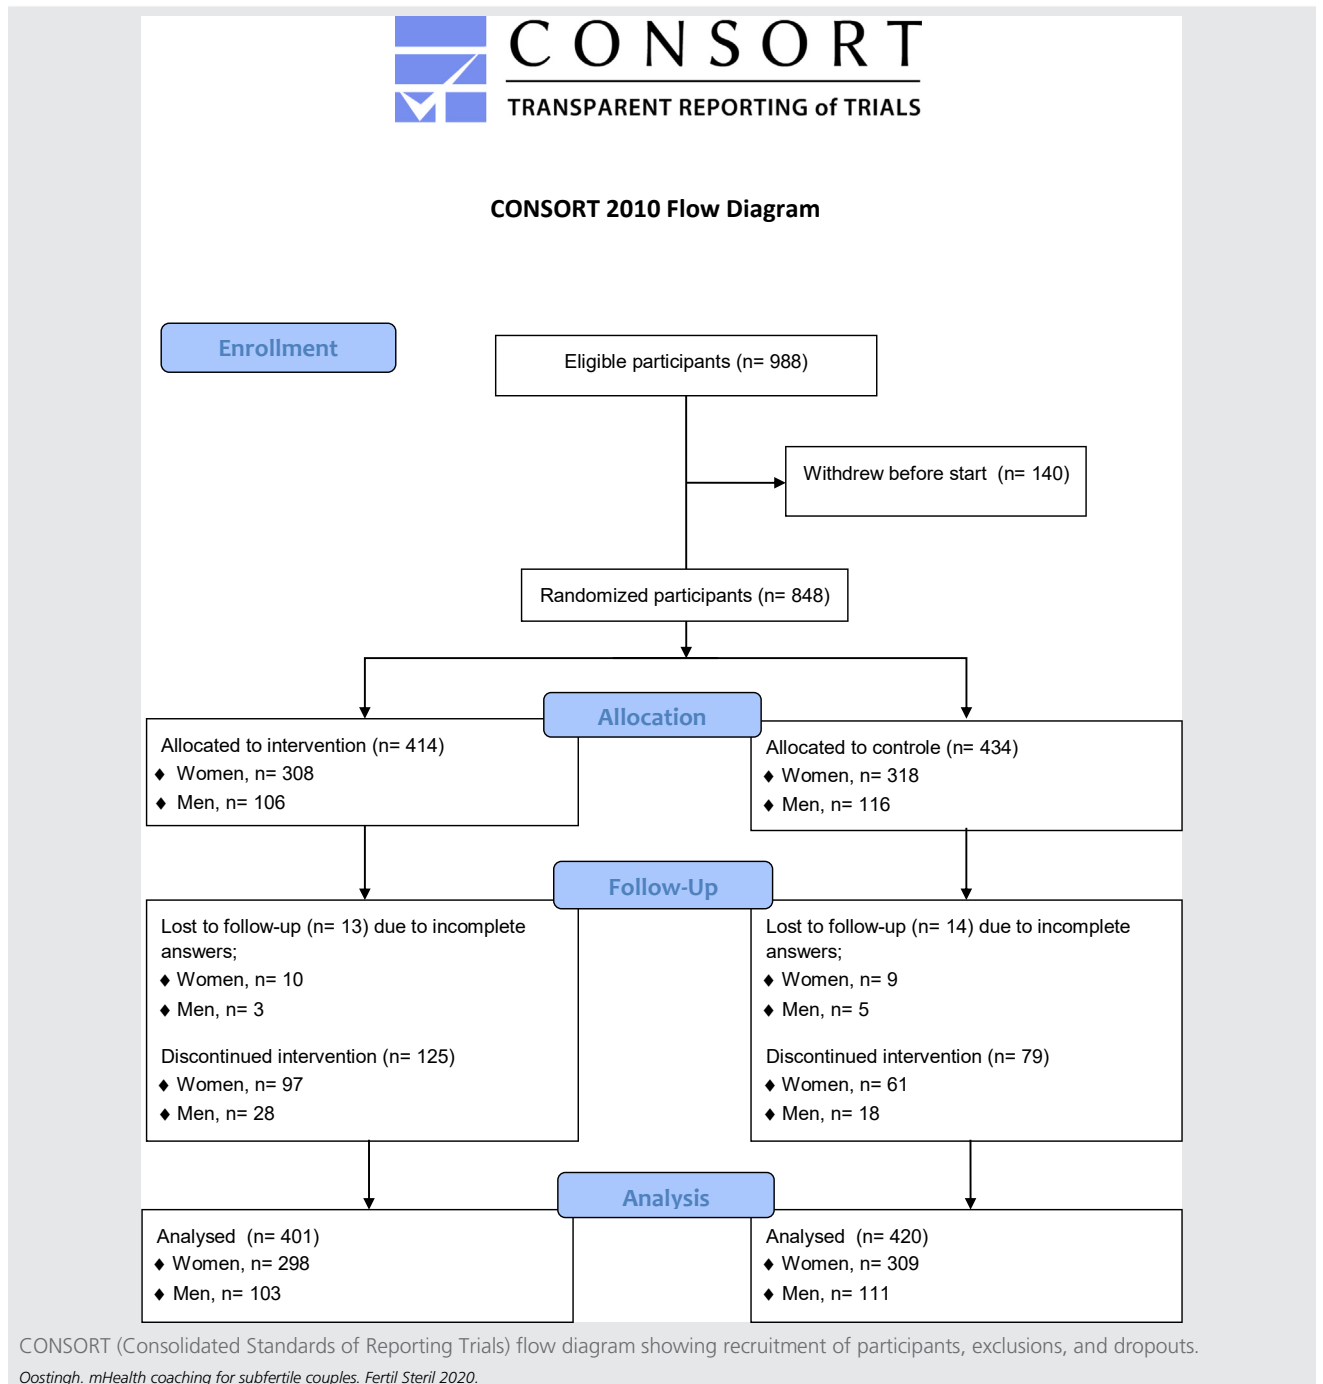 CONSORT
TRANSPARENT REPORTING of TRIALS
CONSORT 2010 Flow Diagram
Enrollment
Eligible participants (n= 988)
Withdrew before start (n= 140)
Randomized participants (n= 848)
Allocation
Allocated to intervention (n= 414)
♦ Women, n= 308
♦ Men, n= 106
Allocated to controle (n= 434)
♦ Women, n= 318
♦ Men, n= 116
Follow-Up
Lost to follow-up (n= 13) due to incomplete
answers;
♦ Women, n= 10
♦ Men, n= 3
Discontinued intervention (n= 125)
♦ Women, n= 97
♦ Men, n= 28
Lost to follow-up (n= 14) due to incomplete
answers;
♦ Women, n= 9
♦ Men, n= 5
Discontinued intervention (n= 79)
♦ Women, n= 61
♦ Men, n= 18
Analysis
Analysed (n= 401)
♦ Women, n= 298
♦ Men, n= 103
Analysed (n= 420)
♦ Women, n= 309
♦ Men, n= 111
CONSORT (Consolidated Standards of Reporting Trials) flow diagram showing recruitment of participants, exclusions, and dropouts.
Oostingh. mHealth coaching for subfertile couples. Fertil Steril 2020.